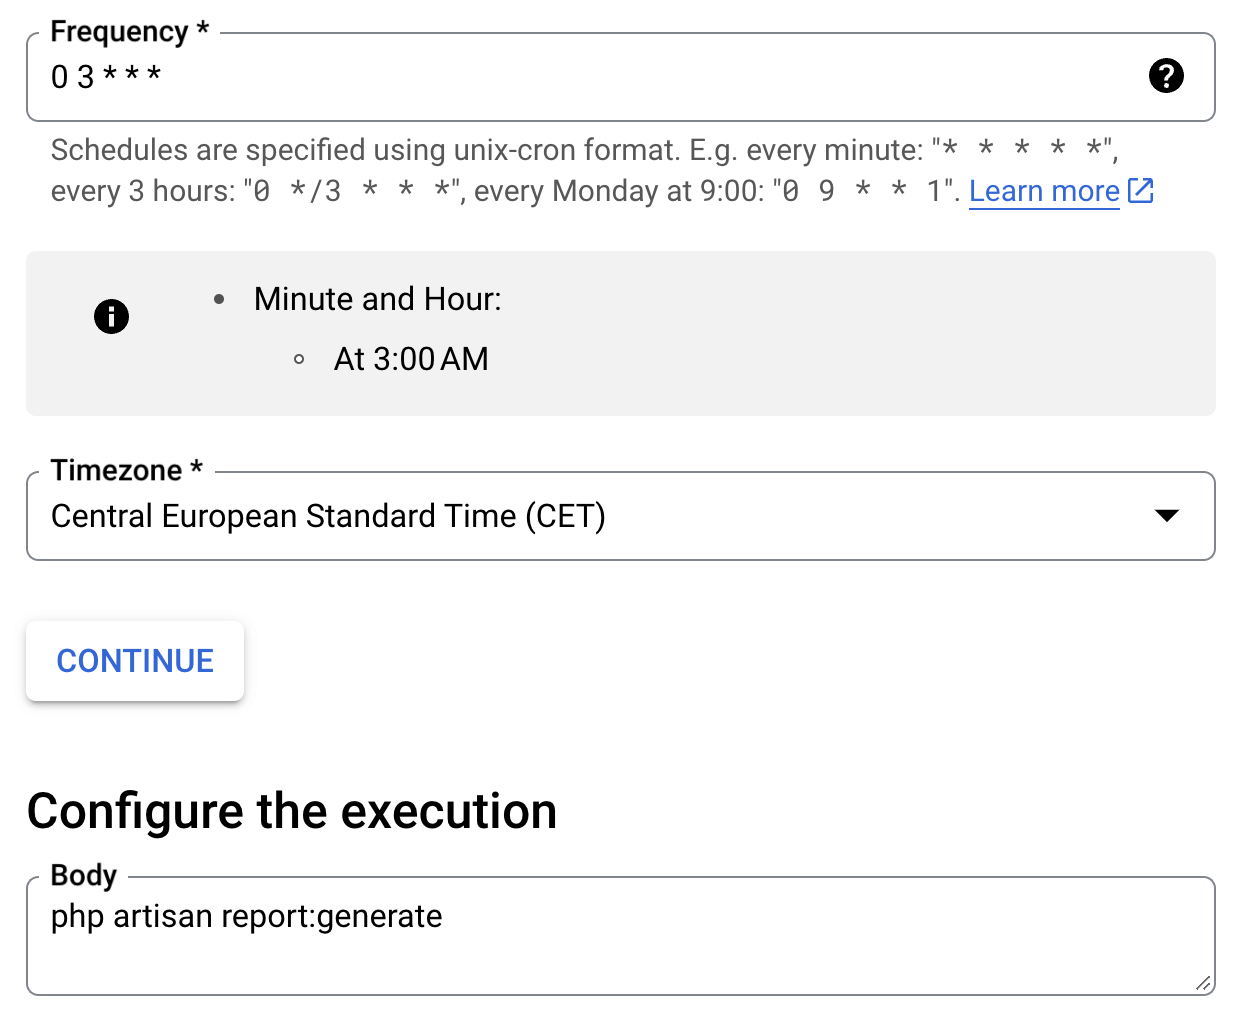 Frequency *
0 3 * * *
Schedules are specified using unix-cron format. E.g. every minute: "* * * * *",
every 3 hours: "0 */3 * * *", every Monday at 9:00: "0 9 * * 1". Learn more
Minute and Hour:
At 3:00 AM
Timezone *
Central European Standard Time (CET)
CONTINUE
Configure the execution
Body
php artisan report:generate